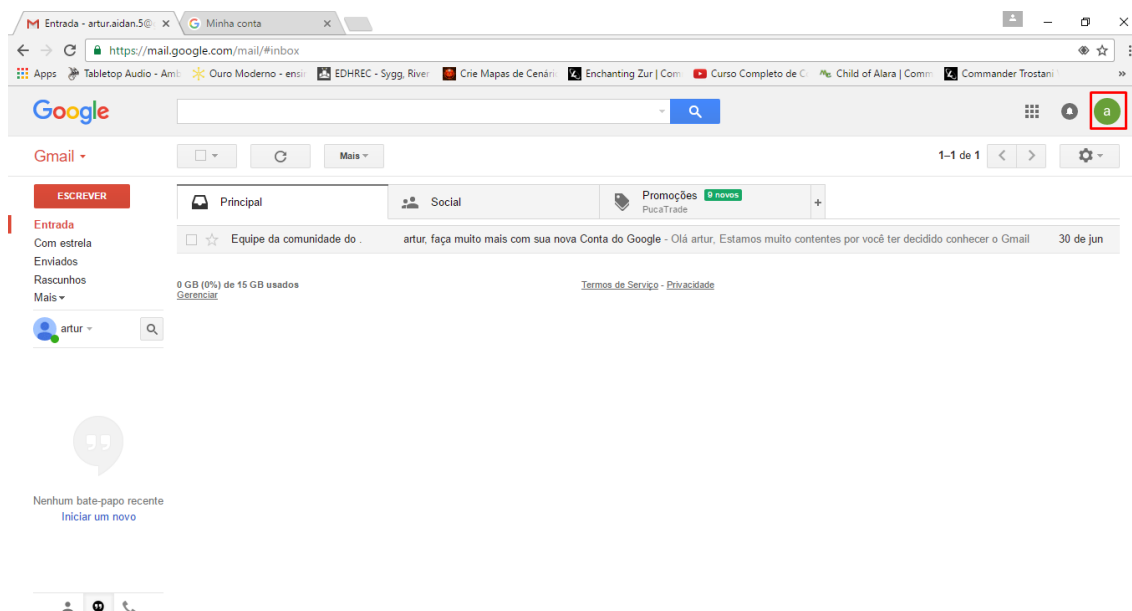 Entrada - artur.aidan.5@
Minha conta
https://mail.google.com/mail/#inbox
Apps Tabletop Audio - Amb Ouro Moderno - ensin EDHREC - Sygg, River Crie Mapas de Cenári Enchanting Zur | Com Curso Completo de C Child of Alara | Comm Commander Trostani »
Google a
Gmail Mais 1–1 de 1
ESCREVER Principal Social Promoções 9 novos +
PucaTrade
Entrada
Com estrela
Equipe da comunidade do . artur, faça muito mais com sua nova Conta do Google - Olá artur, Estamos muito contentes por você ter decidido conhecer o Gmail 30 de jun
Enviados
Rascunhos
Mais
0 GB (0%) de 15 GB usados
Gerenciar
Termos de Serviço - Privacidade
artur
Nenhum bate-papo recente
Iniciar um novo